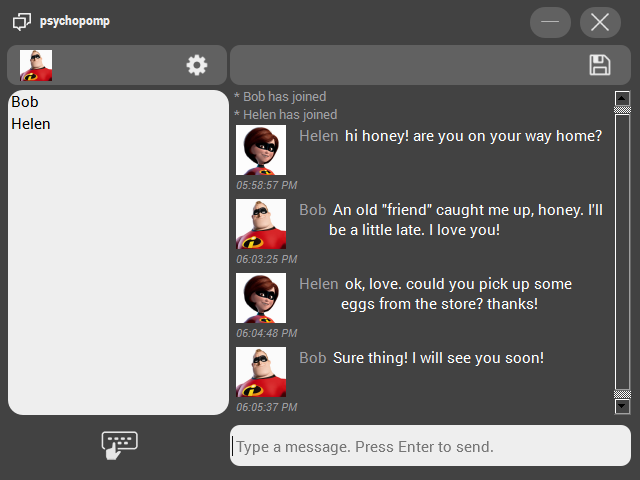 psychopomp
Bob
Helen
* Bob has joined
* Helen has joined
Helen hi honey! are you on your way home?
05:58:57 PM
Bob An old "friend" caught me up, honey. I'll
be a little late. I love you!
06:03:25 PM
Helen ok, love. could you pick up some
eggs from the store? thanks!
06:04:48 PM
Bob Sure thing! I will see you soon!
06:05:37 PM
Type a message. Press Enter to send.